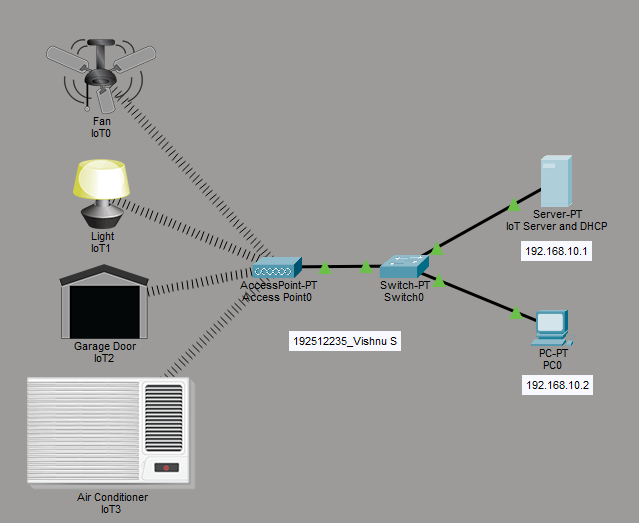 Fan
IoT0
Light
IoT1
Garage Door
IoT2
Air Conditioner
IoT3
AccessPoint-PT
Access Point0
Switch-PT
Switch0
192512235_Vishnu S
Server-PT
IoT Server and DHCP
192.168.10.1
PC-PT
PC0
192.168.10.2